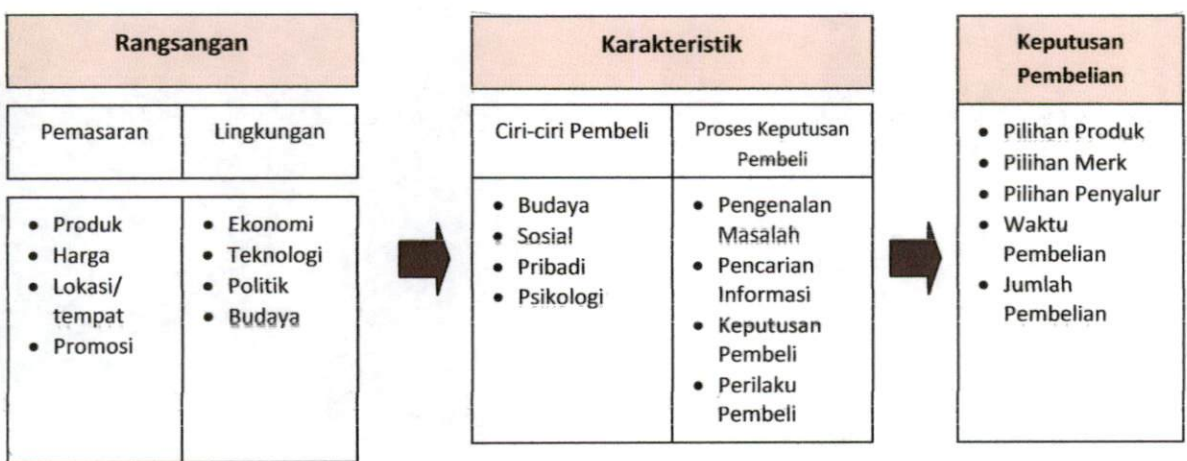 Rangsangan
Pemasaran
Lingkungan
• Produk
• Harga
• Lokasi/
tempat
• Promosi
• Ekonomi
• Teknologi
• Politik
• Budaya
Karakteristik
Ciri-ciri Pembeli
Proses Keputusan
Pembeli
• Budaya
• Sosial
• Pribadi
• Psikologi
• Pengenalan
Masalah
• Pencarian
Informasi
• Keputusan
Pembeli
• Perilaku
Pembeli
Keputusan
Pembelian
• Pilihan Produk
• Pilihan Merk
• Pilihan Penyalur
• Waktu
Pembelian
• Jumlah
Pembelian